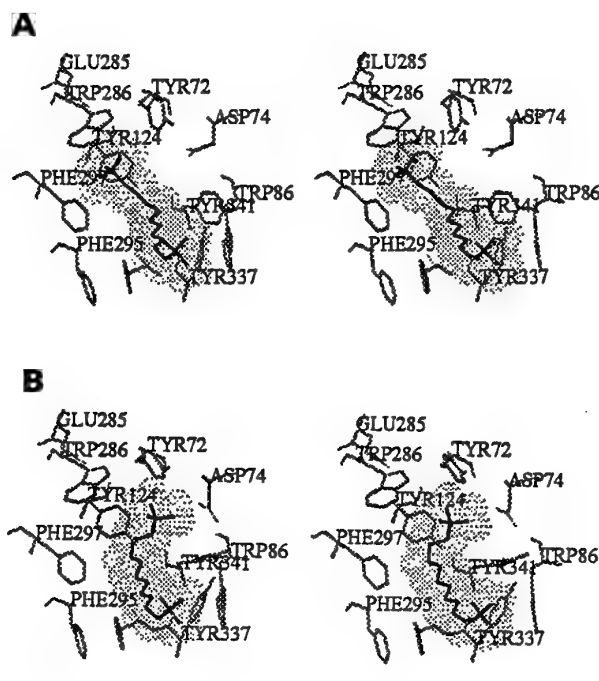 A
GLU285 GLU285
TRP286 TYR72 TRP286 TYR72
ASP74 ASP74
TYR124 TYR124
PHE297 PHE297
TRP86 TRP86
TYR341 TYR341
PHE295 PHE295
TYR337 TYR337
B
GLU285 GLU285
TRP286 TYR72 TRP286 TYR72
ASP74 ASP74
TYR124 TYR124
PHE297 PHE297
TRP86 TRP86
TYR341 TYR341
PHE295 PHE295
TYR337 TYR337